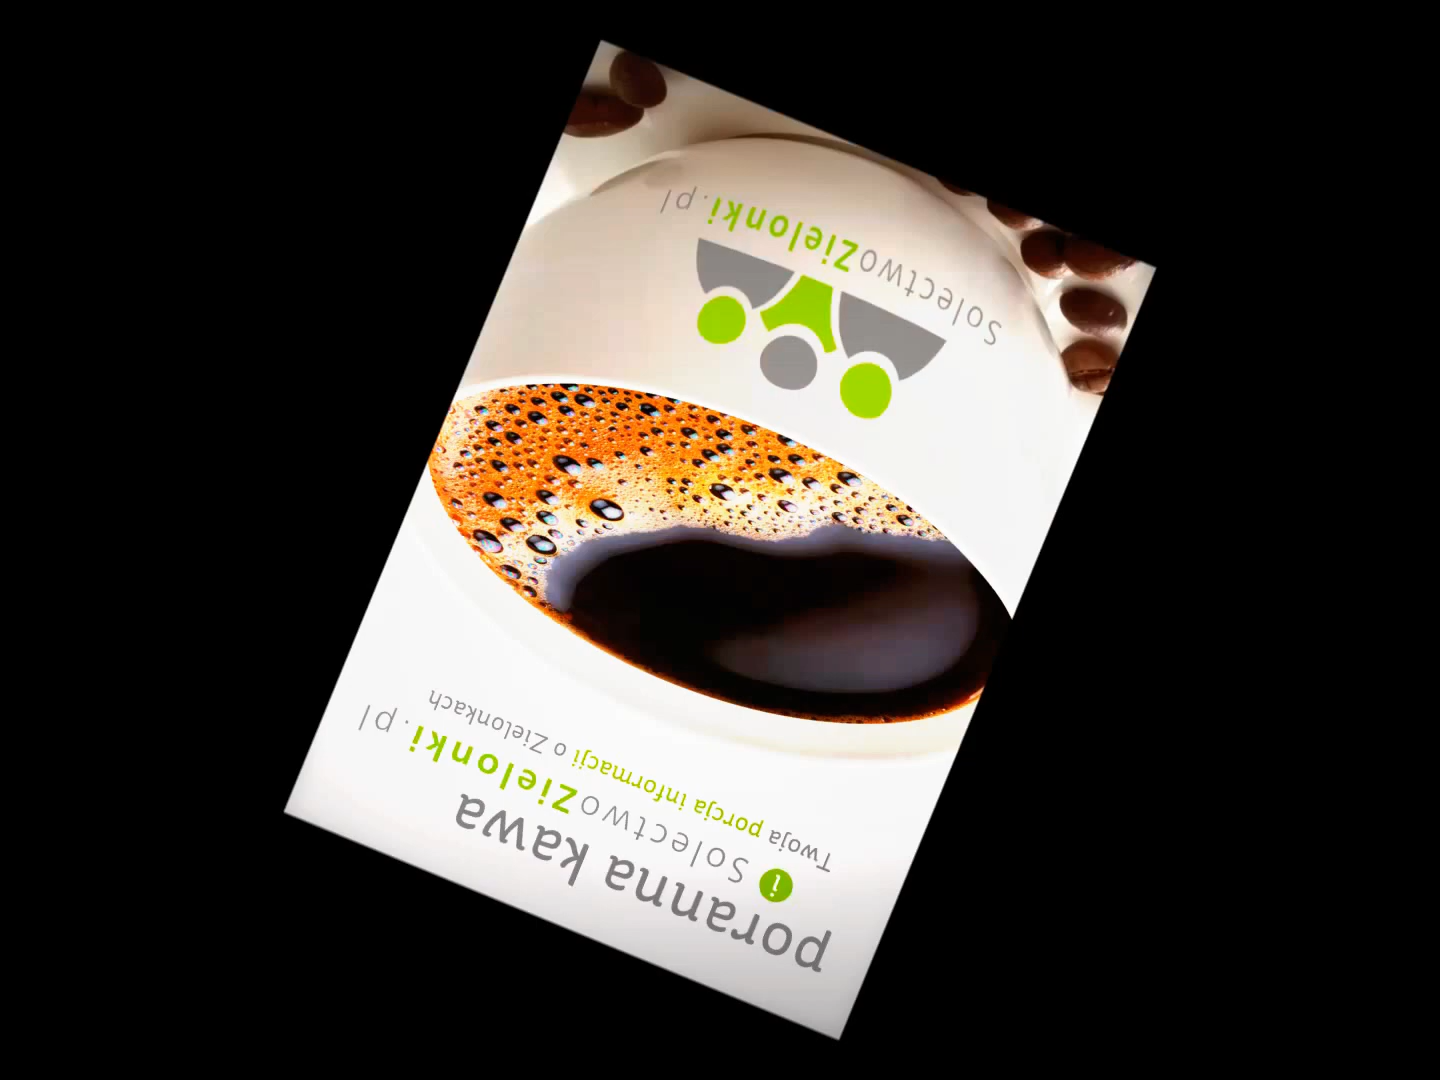 poranna kawa
i SolectwoZielonki.pl
Twoja porcja informacji o Zielonkach
SolectwoZielonki.pl